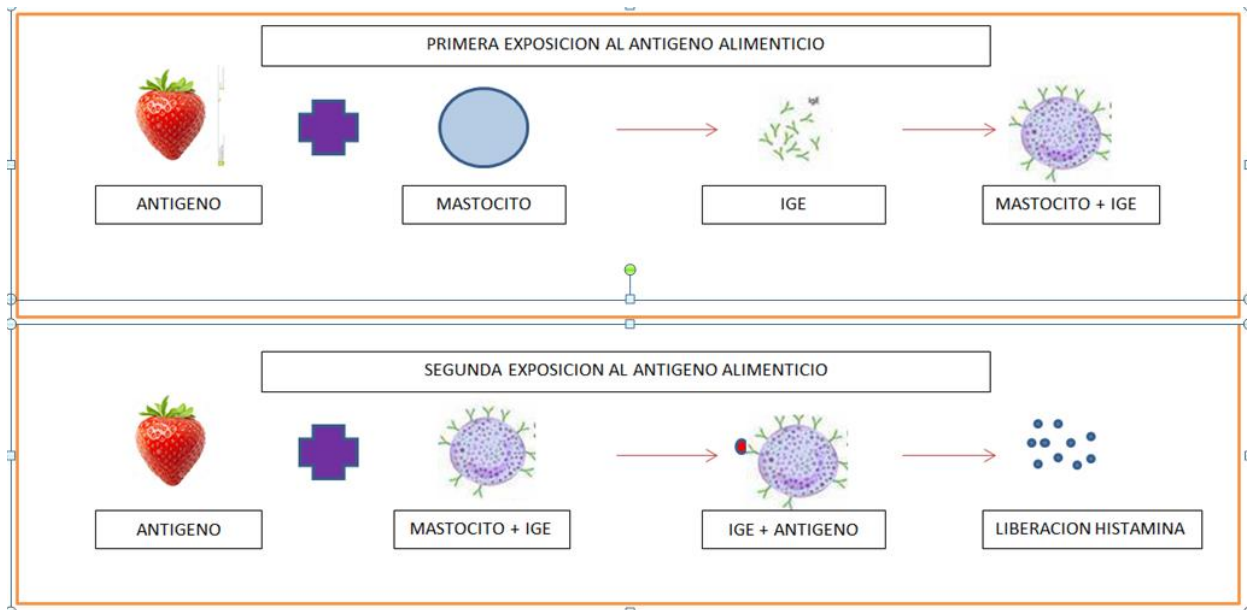 PRIMERA EXPOSICION AL ANTIGENO ALIMENTICIO
IgE
ANTIGENO
MASTOCITO
IGE
MASTOCITO + IGE
SEGUNDA EXPOSICION AL ANTIGENO ALIMENTICIO
ANTIGENO
MASTOCITO + IGE
IGE + ANTIGENO
LIBERACION HISTAMINA